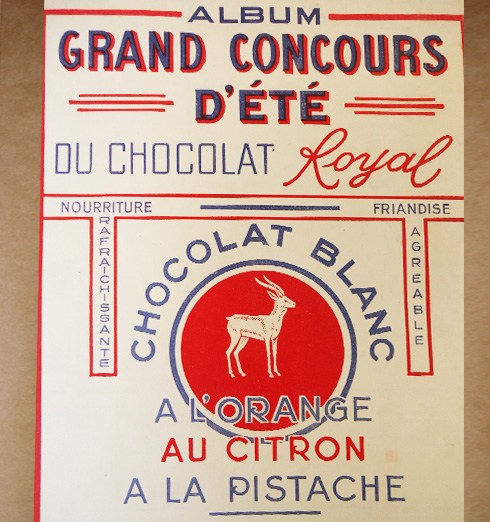 ALBUM
GRAND CONCOURS
D'ÉTÉ
DU CHOCOLAT Royal
NOURRITURE
RAFRAICHISSANTE
FRIANDISE
AGREABLE
CHOCOLAT BLANC
A L'ORANGE
AU CITRON
A LA PISTACHE